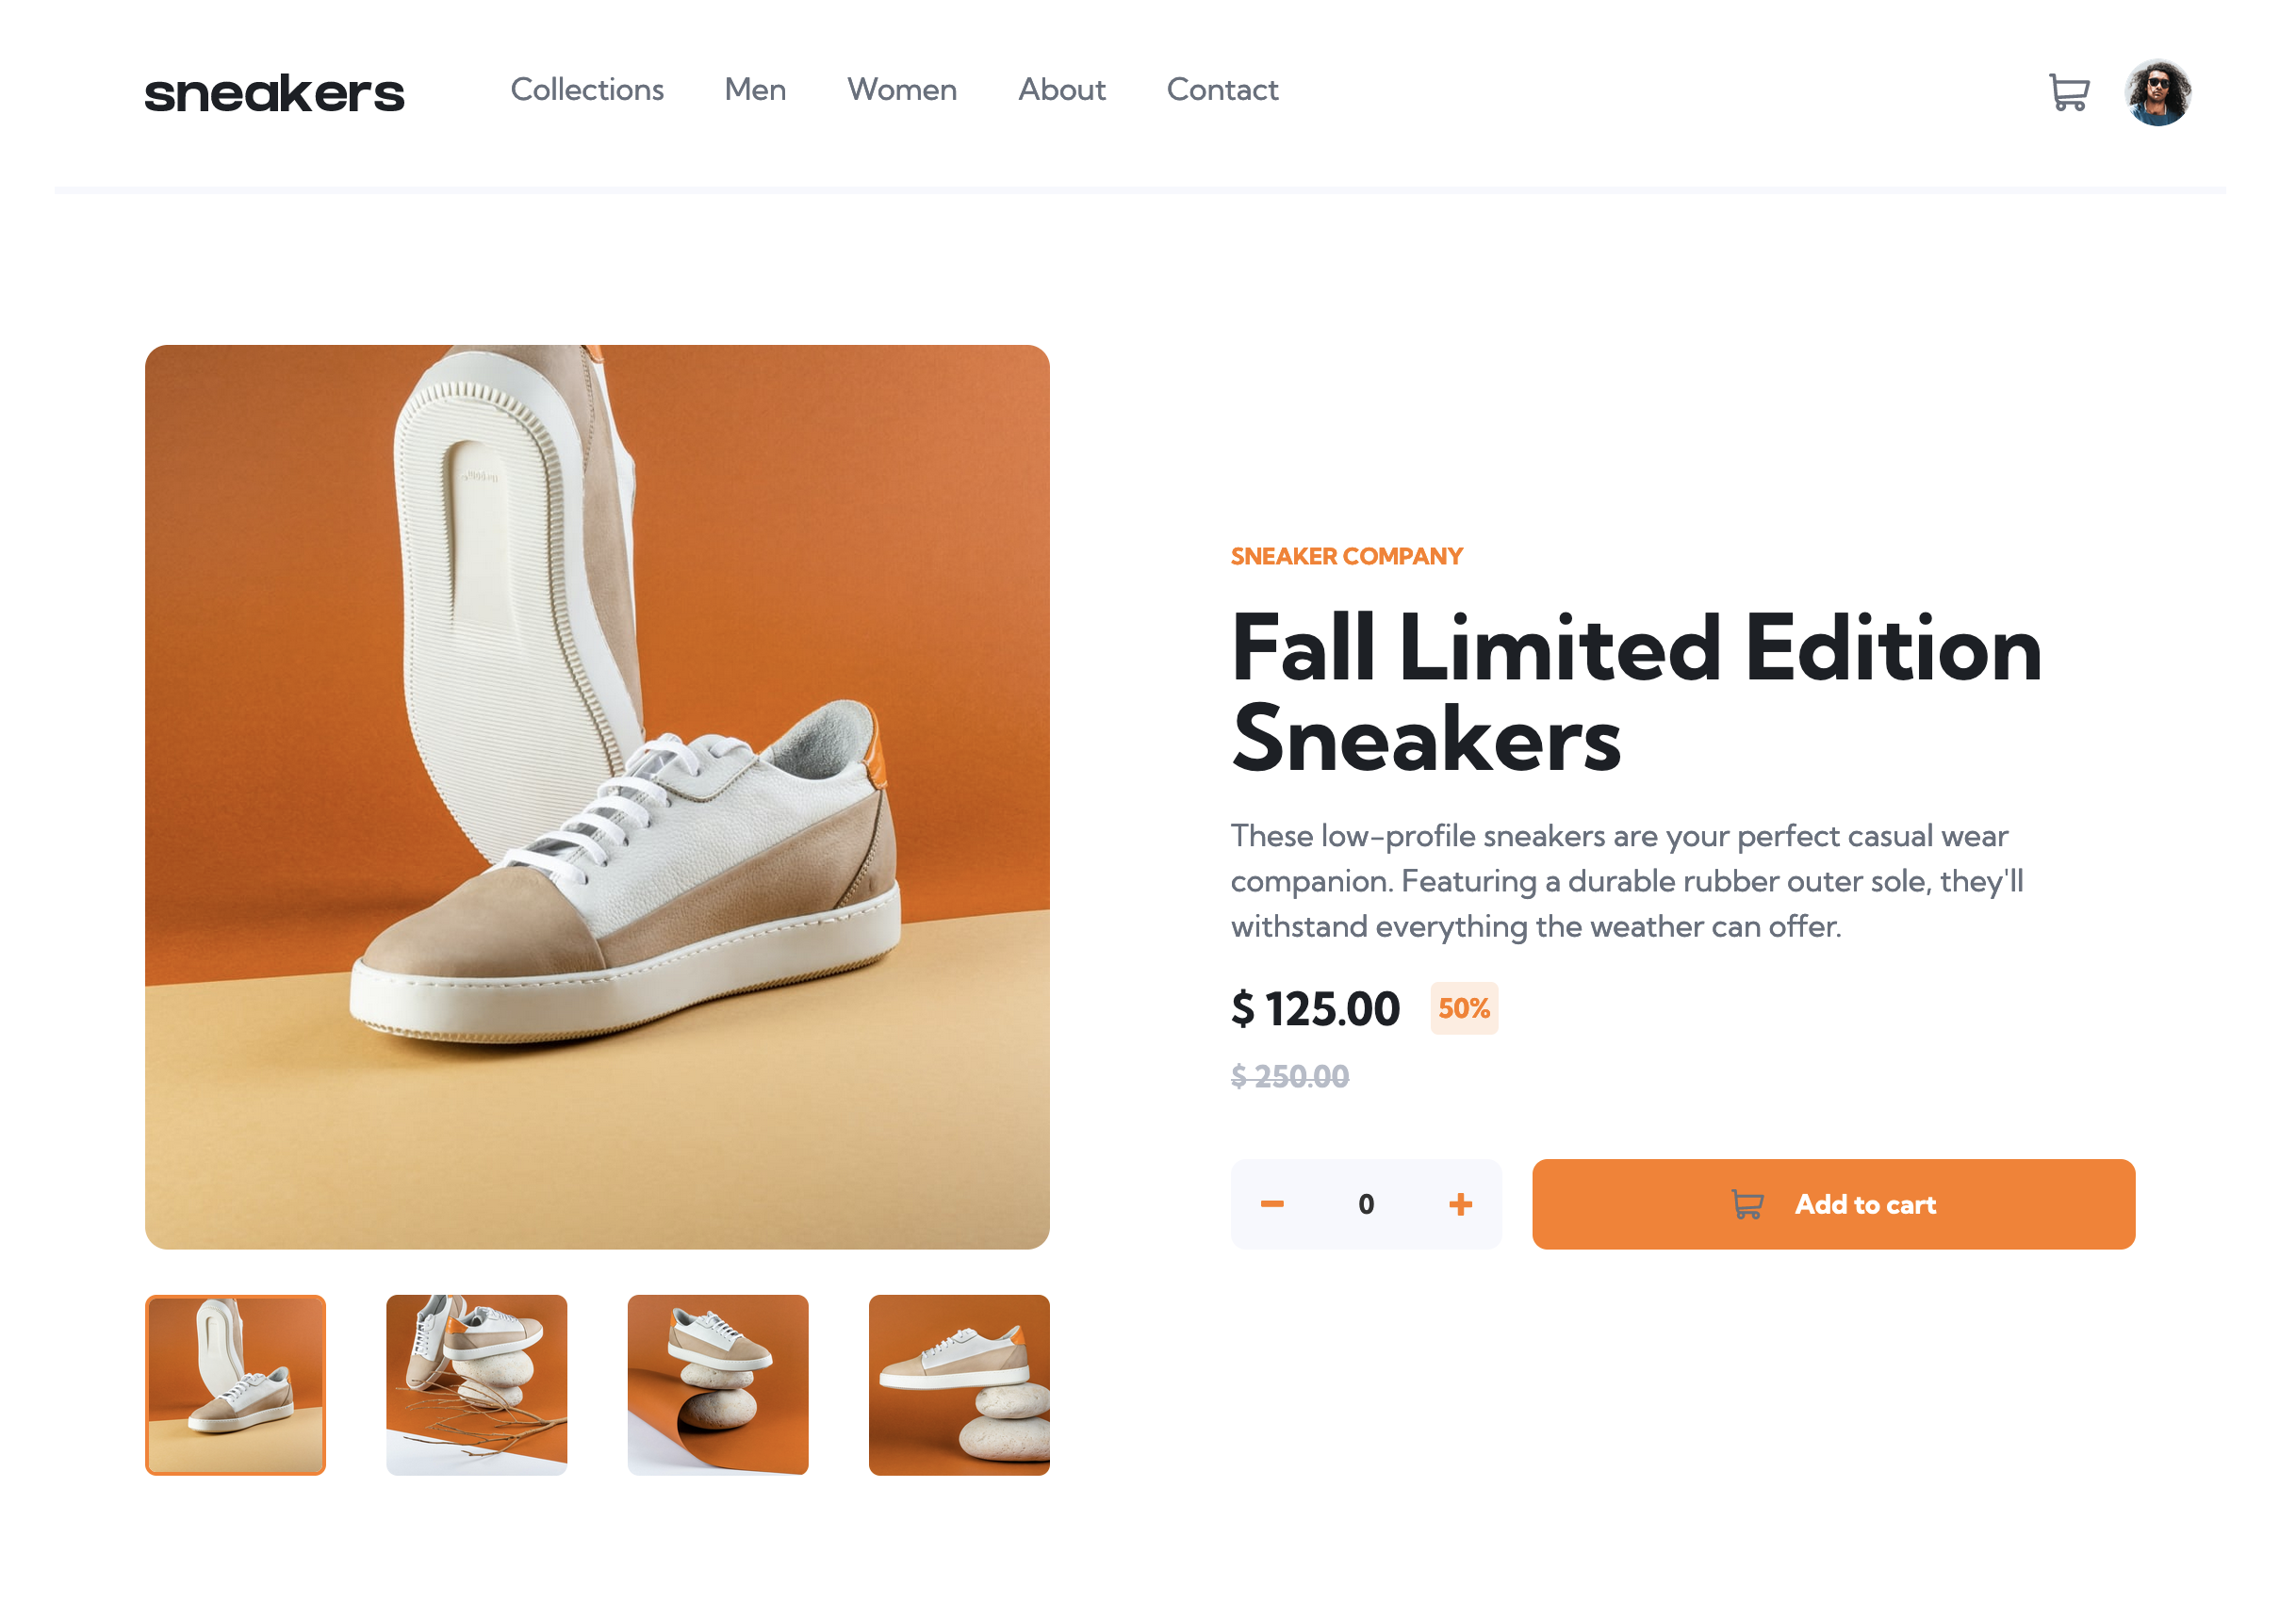 sneakers
Collections
Men
Women
About
Contact
SNEAKER COMPANY
Fall Limited Edition
Sneakers
These low-profile sneakers are your perfect casual wear
companion. Featuring a durable rubber outer sole, they'll
withstand everything the weather can offer.
$ 125.00
50%
$ 250.00
0
Add to cart